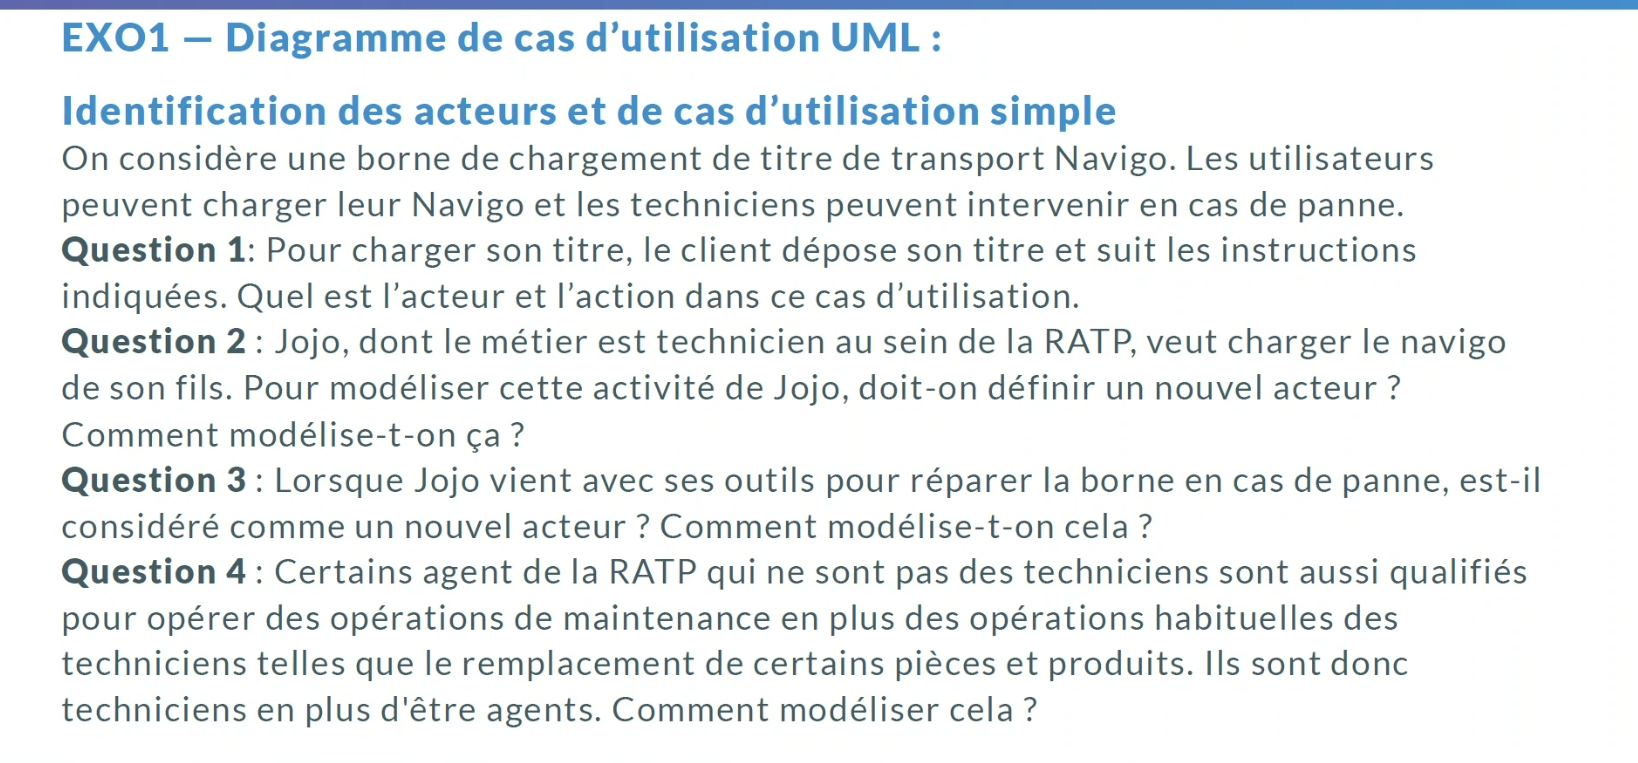 EXO1 — Diagramme de cas d’utilisation UML :
Identification des acteurs et de cas d’utilisation simple
On considère une borne de chargement de titre de transport Navigo. Les utilisateurs
peuvent charger leur Navigo et les techniciens peuvent intervenir en cas de panne.
Question 1: Pour charger son titre, le client dépose son titre et suit les instructions
indiquées. Quel est l’acteur et l’action dans ce cas d’utilisation.
Question 2 : Jojo, dont le métier est technicien au sein de la RATP, veut charger le navigo
de son fils. Pour modéliser cette activité de Jojo, doit-on définir un nouvel acteur ?
Comment modélise-t-on ça ?
Question 3 : Lorsque Jojo vient avec ses outils pour réparer la borne en cas de panne, est-il
considéré comme un nouvel acteur ? Comment modélise-t-on cela ?
Question 4 : Certains agent de la RATP qui ne sont pas des techniciens sont aussi qualifiés
pour opérer des opérations de maintenance en plus des opérations habituelles des
techniciens telles que le remplacement de certains pièces et produits. Ils sont donc
techniciens en plus d'être agents. Comment modéliser cela ?